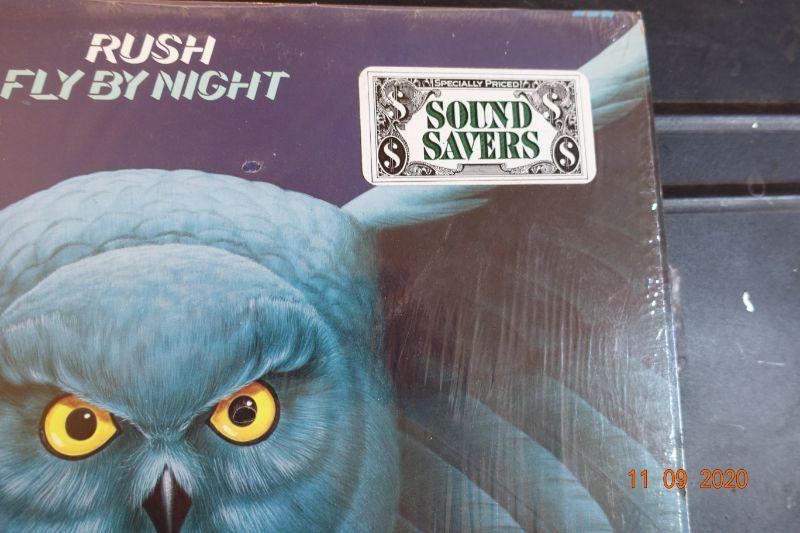 RUSH
FLY BY NIGHT
SPECIALLY PRICED
$ $
SOUND
SAVERS
$ $
11 09 2020